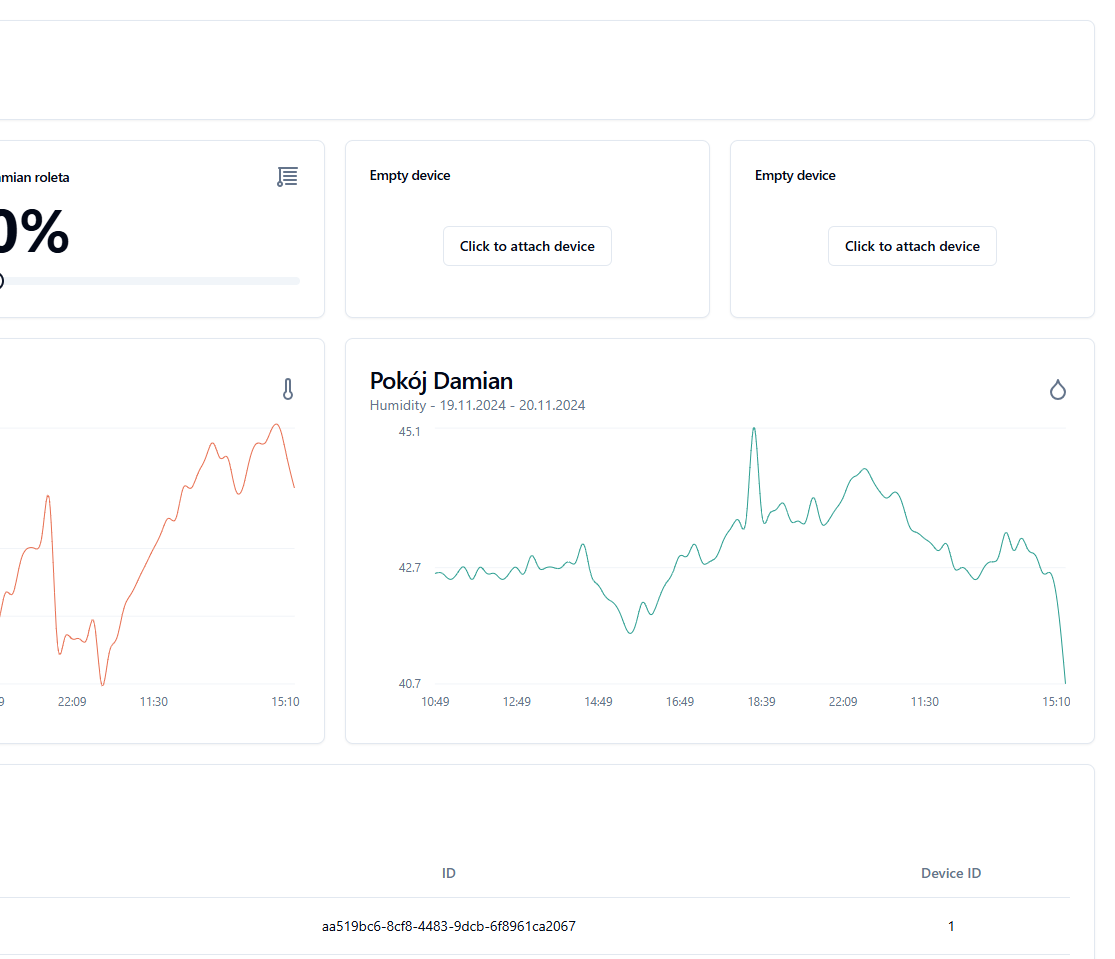 mian roleta
0%
Empty device
Click to attach device
Empty device
Click to attach device
9
22:09
11:30
15:10
Pokój Damian
Humidity - 19.11.2024 - 20.11.2024
45.1
42.7
40.7
10:49
12:49
14:49
16:49
18:39
22:09
11:30
15:10
ID
Device ID
aa519bc6-8cf8-4483-9dcb-6f8961ca2067
1